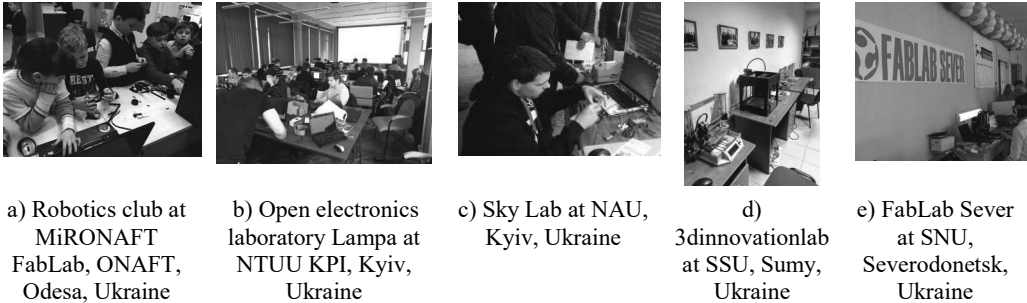 FABLAB SEVER
a) Robotics club at
MiRONAFT
FabLab, ONAFT,
Odesa, Ukraine
b) Open electronics
laboratory Lampa at
NTUU KPI, Kyiv,
Ukraine
c) Sky Lab at NAU,
Kyiv, Ukraine
d)
3dinnovationlab
at SSU, Sumy,
Ukraine
e) FabLab Sever
at SNU,
Severodonetsk,
Ukraine